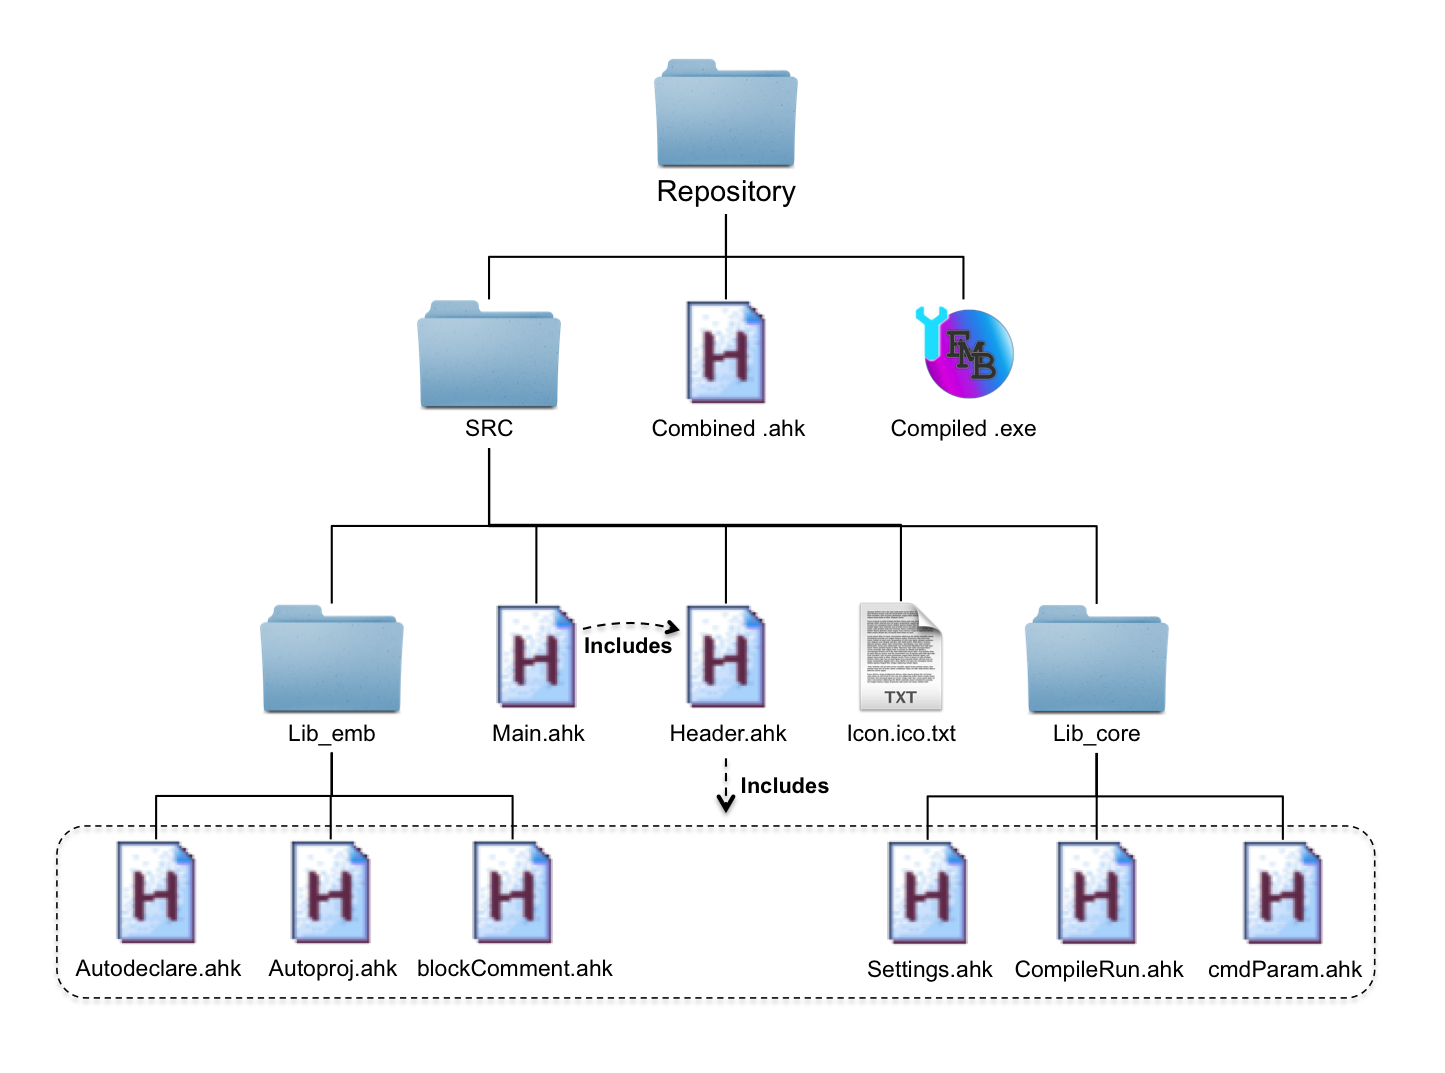 Repository
SRC
Combined .ahk
EMB
Compiled .exe
Includes
TXT
Lib_emb
Main.ahk
Header.ahk
Icon.ico.txt
Lib_core
Includes
Autodeclare.ahk
Autoproj.ahk
blockComment.ahk
Settings.ahk
CompileRun.ahk
cmdParam.ahk